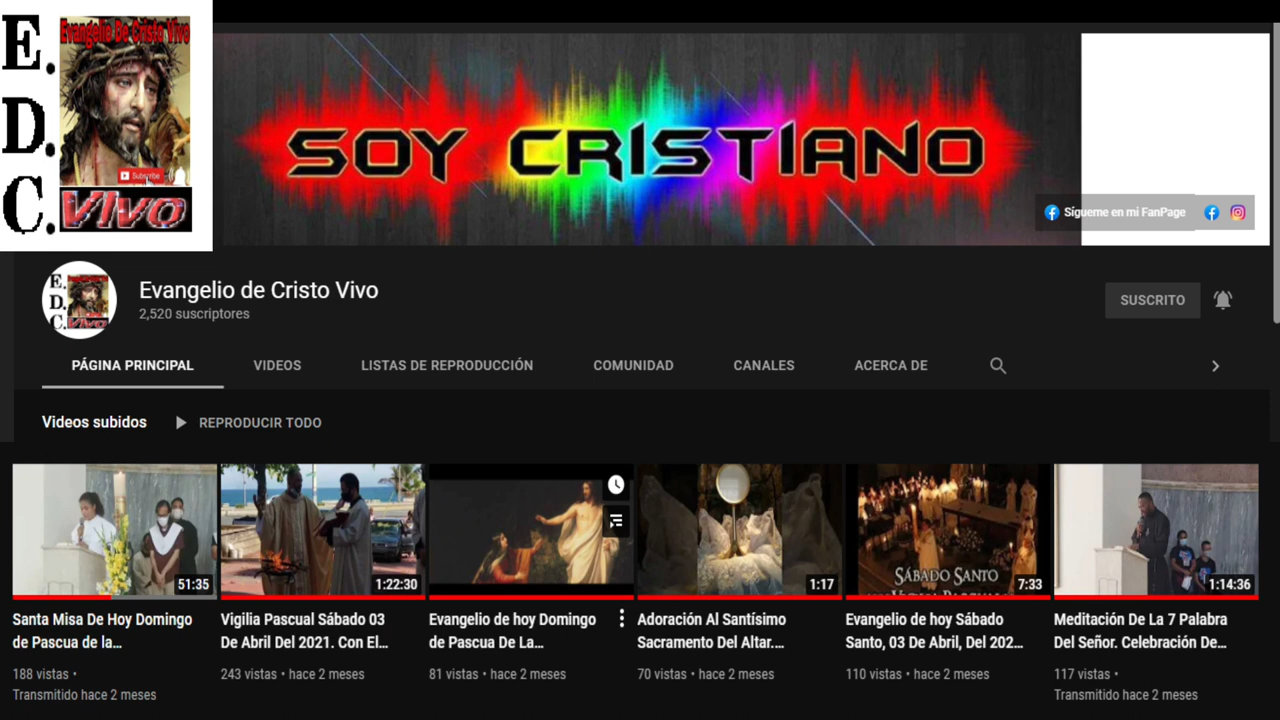 E.
D.
C.
Evangelio De Cristo Vivo
Subscribe
Vivo
SOY CRISTIANO
Sígueme en mi FanPage
E.
D.
C.
Vivo
Evangelio de Cristo Vivo
2,520 suscriptores
SUSCRITO
PÁGINA PRINCIPAL
VIDEOS
LISTAS DE REPRODUCCIÓN
COMUNIDAD
CANALES
ACERCA DE
Videos subidos
REPRODUCIR TODO
51:35
1:22:30
1:17
SÁBADO SANTO
7:33
1:14:36
Santa Misa De Hoy Domingo
de Pascua de la...
188 vistas •
Transmitido hace 2 meses
Vigilia Pascual Sábado 03
De Abril Del 2021. Con El...
243 vistas • hace 2 meses
Evangelio de hoy Domingo
de Pascua De La...
81 vistas • hace 2 meses
Adoración Al Santísimo
Sacramento Del Altar....
70 vistas • hace 2 meses
Evangelio de hoy Sábado
Santo, 03 De Abril, Del 202...
110 vistas • hace 2 meses
Meditación De La 7 Palabra
Del Señor. Celebración De...
117 vistas •
Transmitido hace 2 meses